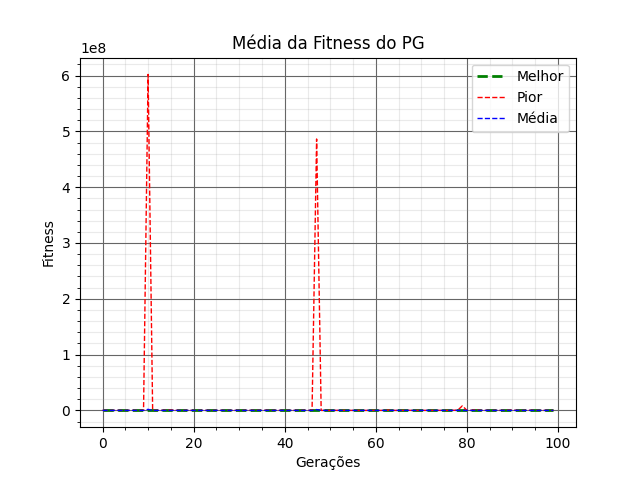 Média da Fitness do PG
1e8
Melhor
Pior
Média
6
5
4
3
2
1
0
Fitness
0 20 40 60 80 100
Gerações